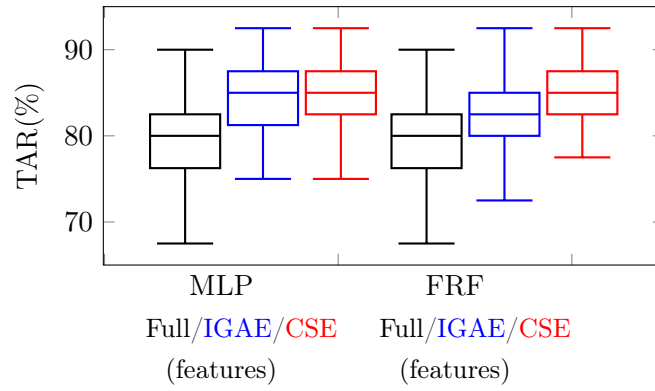 TAR(%)
90
80
70
MLP FRF
Full/IGAE/CSE Full/IGAE/CSE
(features) (features)